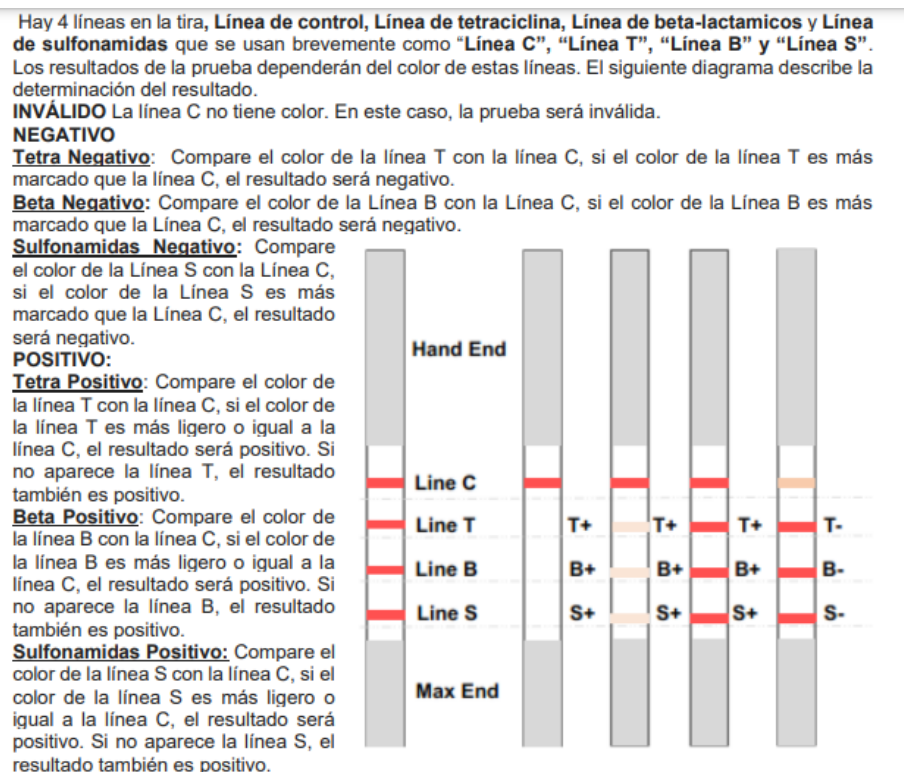 Hay 4 líneas en la tira, Línea de control, Línea de tetraciclina, Línea de beta-lactamicos y Línea
de sulfonamidas que se usan brevemente como “Línea C”, “Línea T”, “Línea B” y “Línea S”.
Los resultados de la prueba dependerán del color de estas líneas. El siguiente diagrama describe la
determinación del resultado.
INVÁLIDO La línea C no tiene color. En este caso, la prueba será inválida.
NEGATIVO
Tetra Negativo: Compare el color de la línea T con la línea C, si el color de la línea T es más
marcado que la línea C, el resultado será negativo.
Beta Negativo: Compare el color de la Línea B con la Línea C, si el color de la Línea B es más
marcado que la Línea C, el resultado será negativo.
Sulfonamidas Negativo: Compare
el color de la Línea S con la Línea C,
si el color de la Línea S es más
marcado que la Línea C, el resultado
será negativo.
POSITIVO:
Tetra Positivo: Compare el color de
la línea T con la línea C, si el color de
la línea T es más ligero o igual a la
línea C, el resultado será positivo. Si
no aparece la línea T, el resultado
también es positivo.
Beta Positivo: Compare el color de
la línea B con la línea C, si el color de
la línea B es más ligero o igual a la
línea C, el resultado será positivo. Si
no aparece la línea B, el resultado
también es positivo.
Sulfonamidas Positivo: Compare el
color de la línea S con la línea C, si el
color de la línea S es más ligero o
igual a la línea C, el resultado será
positivo. Si no aparece la línea S, el
resultado también es positivo.
Hand End
Line C
Line T T+ T+ T+ T-
Line B B+ B+ B+ B-
Line S S+ S+ S+ S-
Max End